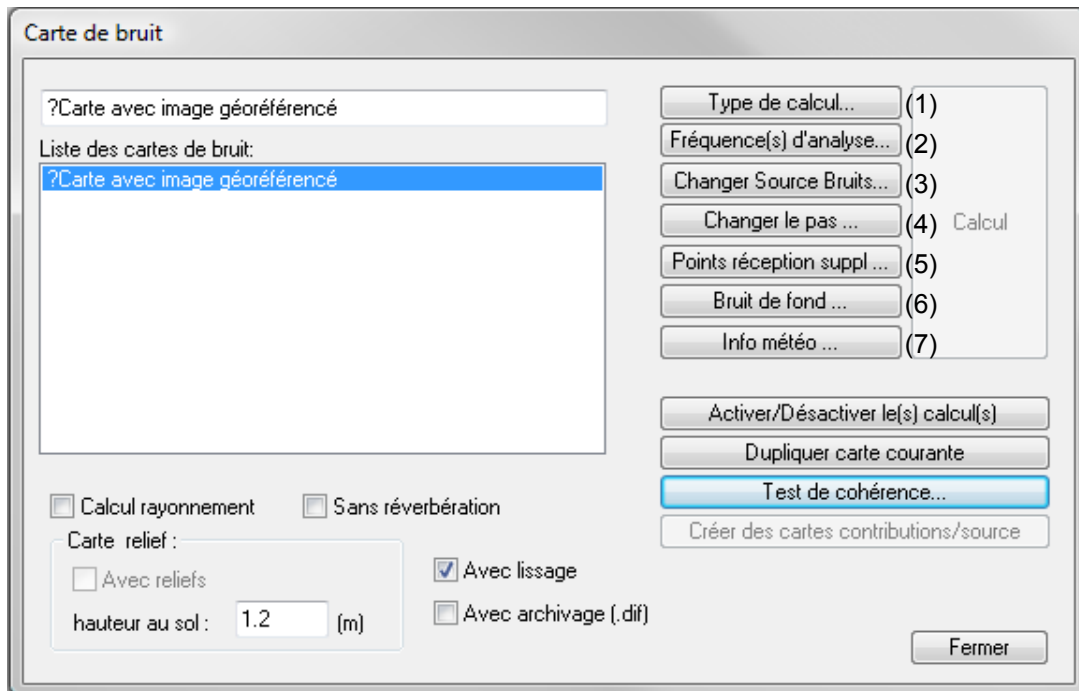 Carte de bruit
?Carte avec image géoréférencé
Liste des cartes de bruit:
?Carte avec image géoréférencé
Type de calcul... (1)
Fréquence(s) d'analyse... (2)
Changer Source Bruits... (3)
Changer le pas ... (4) Calcul
Points réception suppl ... (5)
Bruit de fond ... (6)
Info météo ... (7)
Activer/Désactiver le(s) calcul(s)
Dupliquer carte courante
Test de cohérence...
Créer des cartes contributions/source
Calcul rayonnement Sans réverbération
Carte relief :
Avec reliefs
hauteur au sol : 1.2 (m)
Avec lissage
Avec archivage (.dif)
Fermer